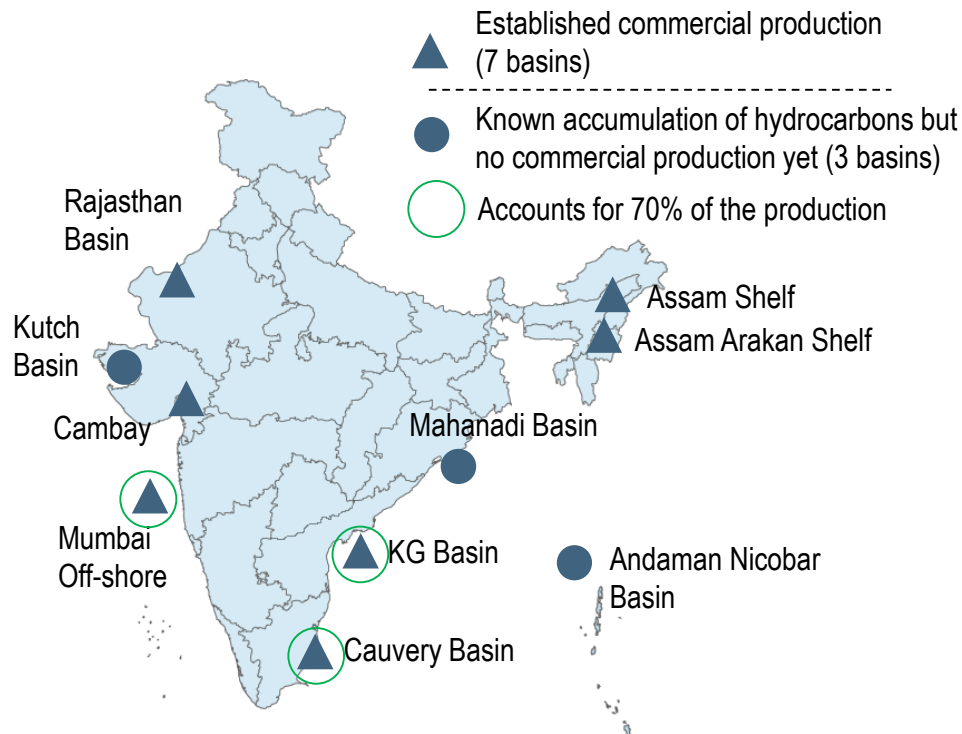 Established commercial production
(7 basins)
Known accumulation of hydrocarbons but
no commercial production yet (3 basins)
Accounts for 70% of the production
Rajasthan
Basin
Assam Shelf
Kutch
Basin
Assam Arakan Shelf
Cambay
Mahanadi Basin
Mumbai
Off-shore
KG Basin
Andaman Nicobar
Basin
Cauvery Basin